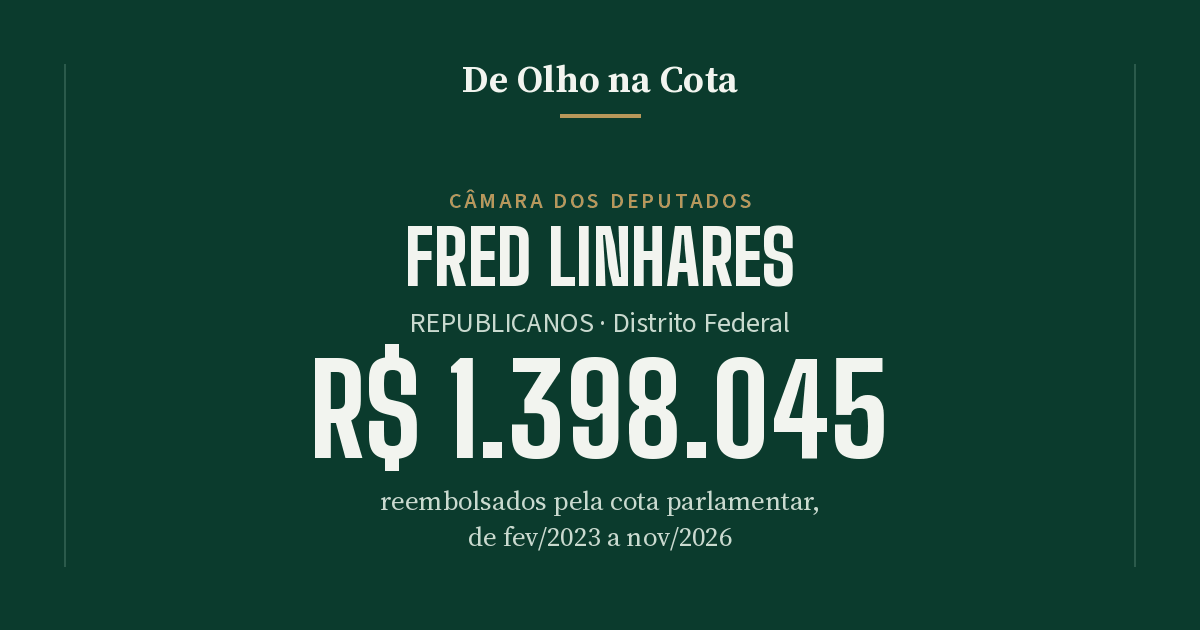 De Olho na Cota
CÂMARA DOS DEPUTADOS
FRED LINHARES
REPUBLICANOS · Distrito Federal
R$ 1.398.045
reembolsados pela cota parlamentar,
de fev/2023 a nov/2026